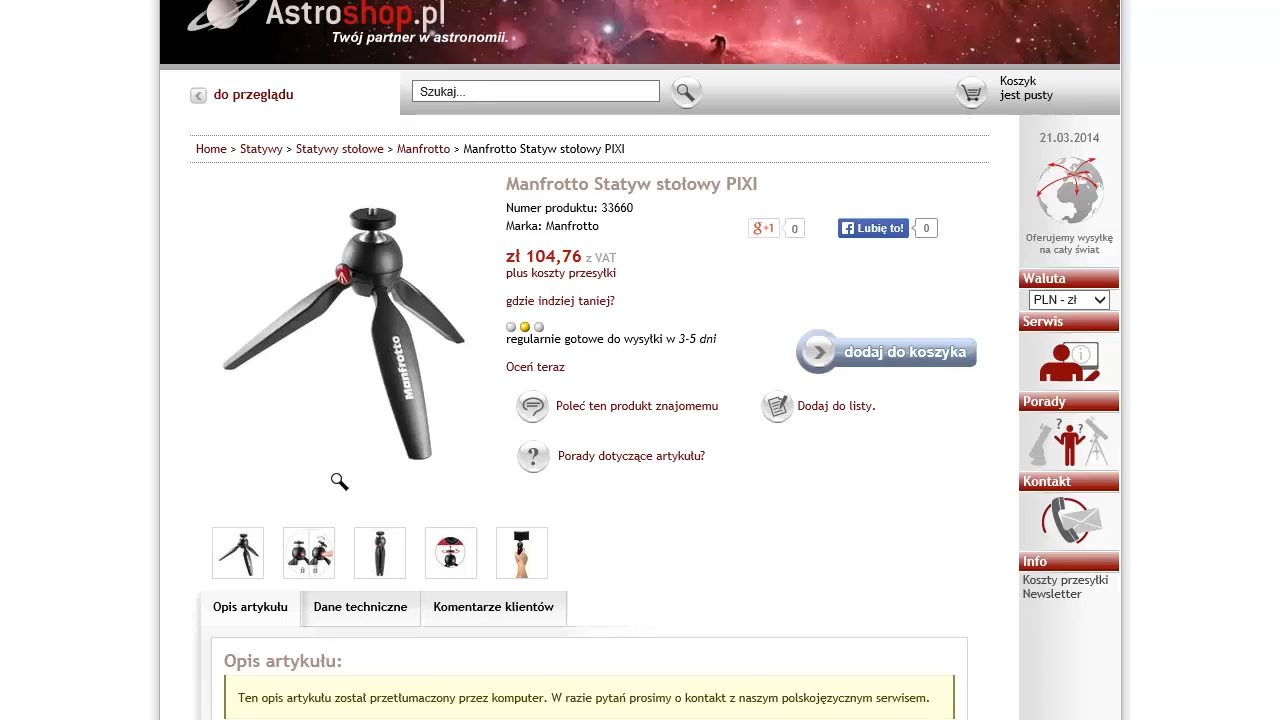 Astroshop.pl
Twój partner w astronomii.
do przeglądu
Szukaj...
Koszyk
jest pusty
Home > Statywy > Statywy stołowe > Manfrotto > Manfrotto Statyw stołowy PIXI
21.03.2014
Oferujemy wysyłkę
na cały świat
Manfrotto Statyw stołowy PIXI
Numer produktu: 33660
Marka: Manfrotto
g+1 0
Lubię to! 0
zł 104,76 z VAT
plus koszty przesyłki
gdzie indziej taniej?
regularnie gotowe do wysyłki w 3-5 dni
dodaj do koszyka
Oceń teraz
Poleć ten produkt znajomemu
Dodaj do listy.
Porady dotyczące artykułu?
Manfrotto
Waluta
PLN - zł
Serwis
Porady
Kontakt
Info
Koszty przesyłki
Newsletter
Opis artykułu
Dane techniczne
Komentarze klientów
Opis artykułu:
Ten opis artykułu został przetłumaczony przez komputer. W razie pytań prosimy o kontakt z naszym polskojęzycznym serwisem.